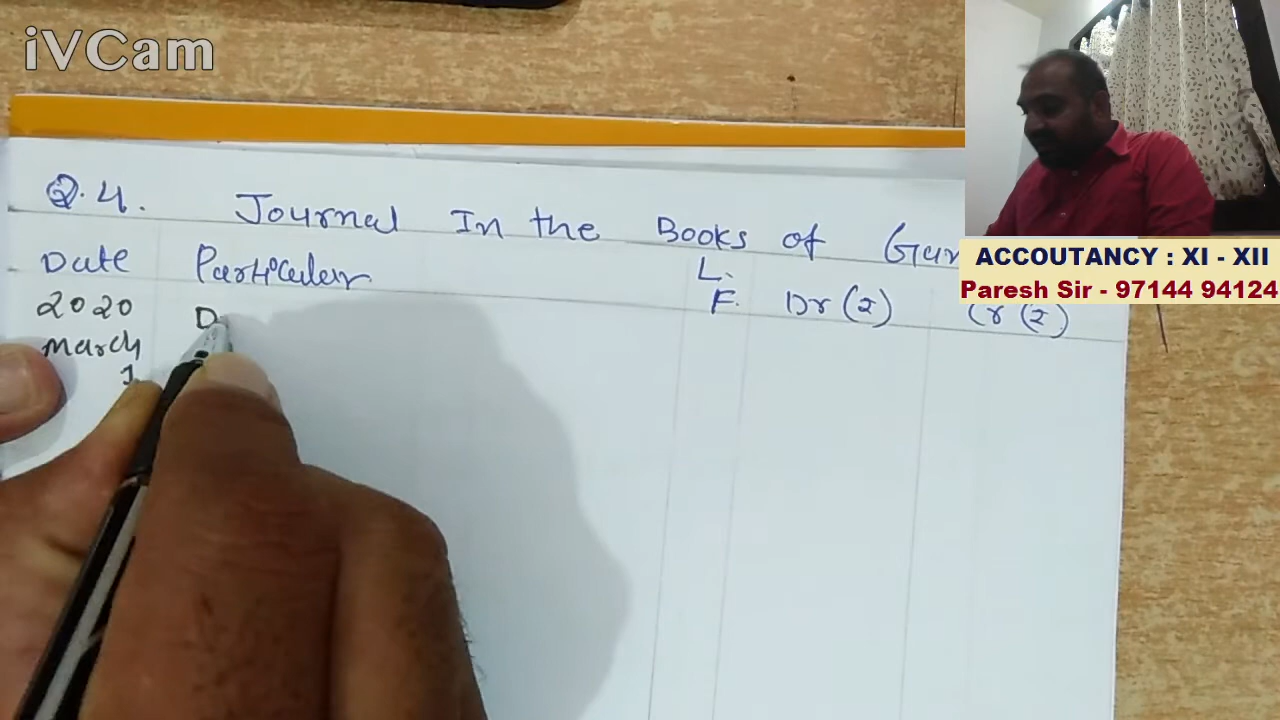 iVCam
Q.4. Journal In the Books of
Date Particular L.F. Dr (₹) Cr (₹)
2020
March
1
D
ACCOUTANCY : XI - XII
Paresh Sir - 97144 94124